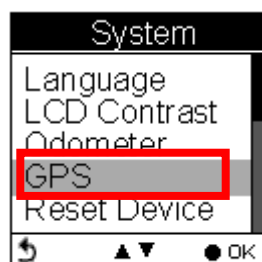 System
Language
LCD Contrast
Odometer
GPS
Reset Device
OK